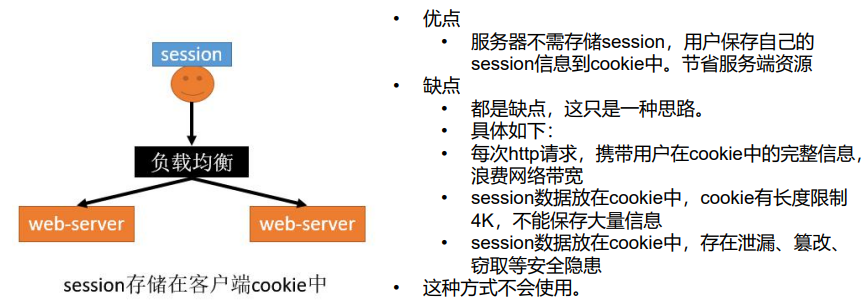 session
负载均衡
web-server
web-server
session存储在客户端cookie中
• 优点
• 服务器不需存储session，用户保存自己的
session信息到cookie中。节省服务端资源
• 缺点
• 都是缺点，这只是一种思路。
• 具体如下：
• 每次http请求，携带用户在cookie中的完整信息，
浪费网络带宽
• session数据放在cookie中，cookie有长度限制
4K，不能保存大量信息
• session数据放在cookie中，存在泄漏、篡改、
窃取等安全隐患
• 这种方式不会使用。